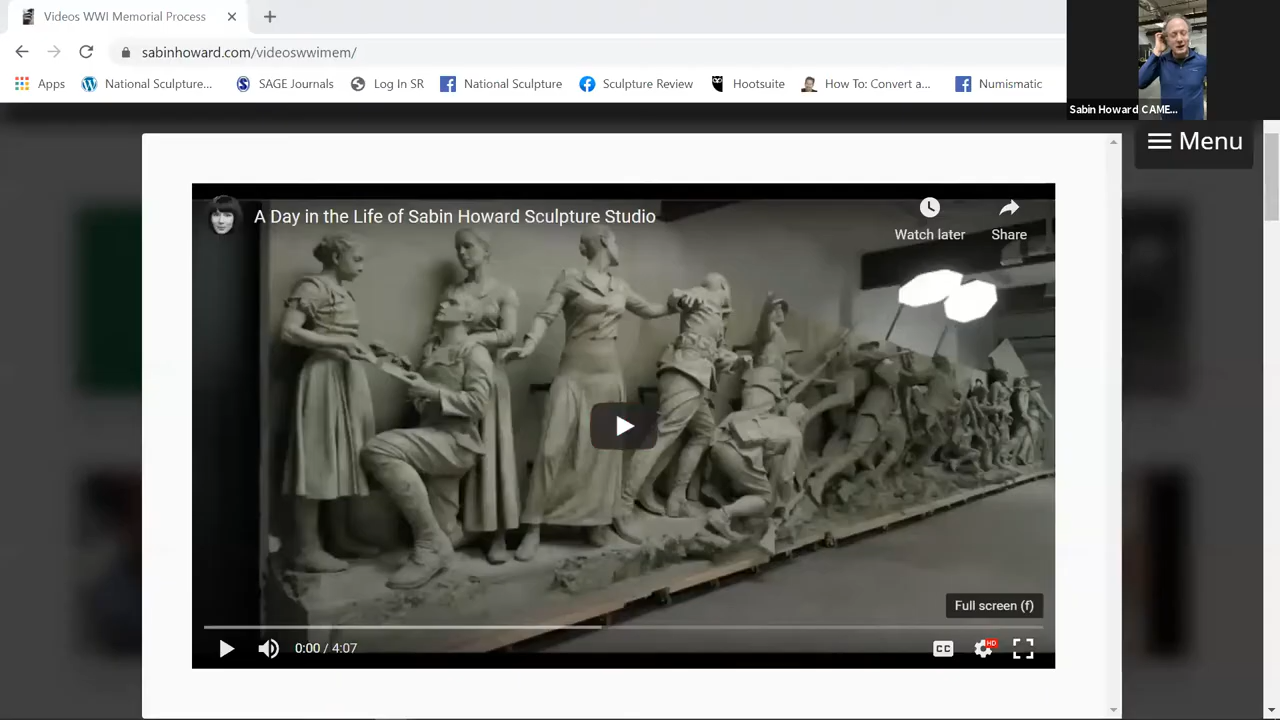 Videos WWI Memorial Process
sabinhoward.com/videoswwimem/
Apps National Sculpture... SAGE Journals Log In SR National Sculpture Sculpture Review Hootsuite How To: Convert a... Numismatic
Sabin Howard CAME...
Menu
A Day in the Life of Sabin Howard Sculpture Studio
Watch later Share
Full screen (f)
0:00 / 4:07
CC HD